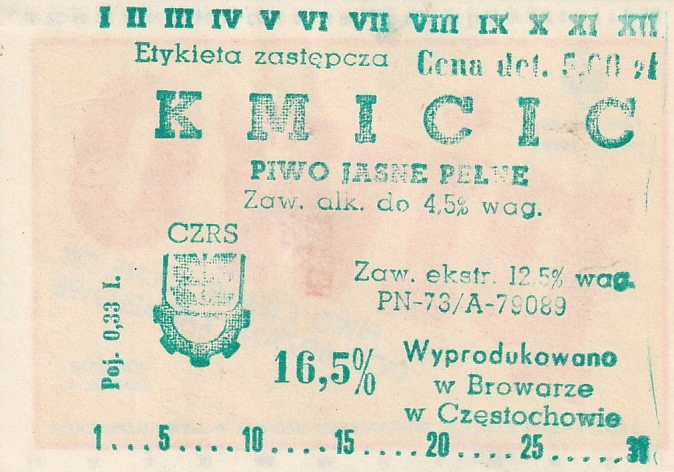 I II III IV V VI VII VIII IX X XI XII
Etykieta zastępcza
Cena det. 5,00 zł
KMICIC
PIWO JASNE PEŁNE
Zaw. alk. do 4,5% wag.
CZRS
Zaw. ekstr. 12,5% wag.
PN-73/A-79089
Poj. 0,33 l.
16,5%
Wyprodukowano
w Browarze
w Częstochowie
1....5....10....15....20....25....31